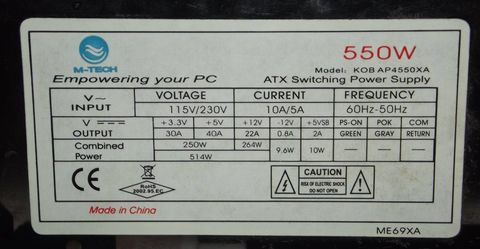 M-TECH
550W
Model: KOB AP4550XA
Empowering your PC
ATX Switching Power Supply
V~ INPUT VOLTAGE CURRENT FREQUENCY
115V/230V 10A/5A 60Hz-50Hz
V OUTPUT +3.3V +5V +12V -12V +5VSB PS-ON POK COM
30A 40A 22A 0.8A 2A GREEN GRAY RETURN
Combined Power 250W 264W 9.6W 10W
514W
CE
RoHS
2002.95.EC
CAUTION
RISK OF ELECTRIC SHOCK
DO NOT OPEN
Made in China
ME69XA